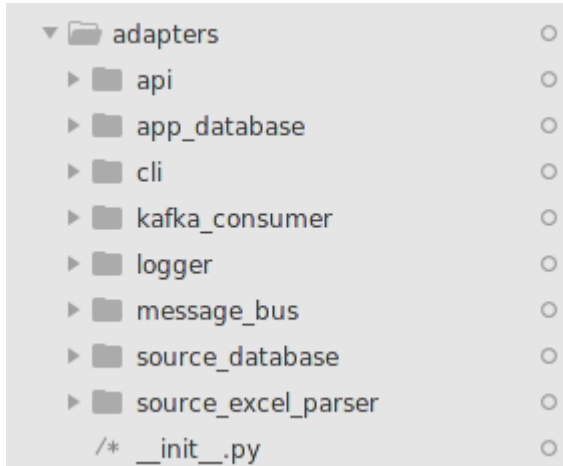 adapters
api
app_database
cli
kafka_consumer
logger
message_bus
source_database
source_excel_parser
/* __init__.py